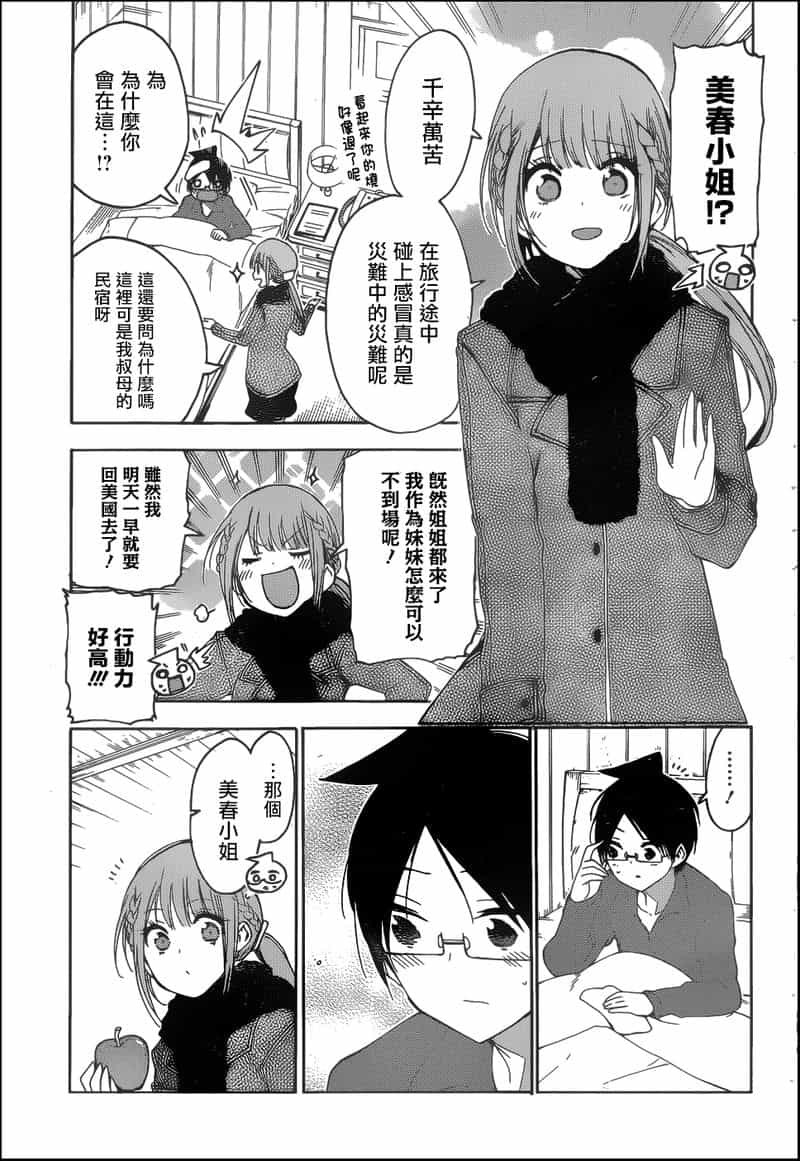 美春小姐!?
千辛萬苦
在旅行途中
碰上感冒真的是
災難中的災難呢
看起來你的燒
好像退了呢
為
為什麼你
會在這…!?
這還要問為什麼嗎
這裡可是我叔母的
民宿呀
既然姐姐都來了
我作為妹妹怎麼可以
不到場呢!
雖然我
明天一早就要
回美國去了!
行動力
好高!!!
……!
…那個
美春小姐